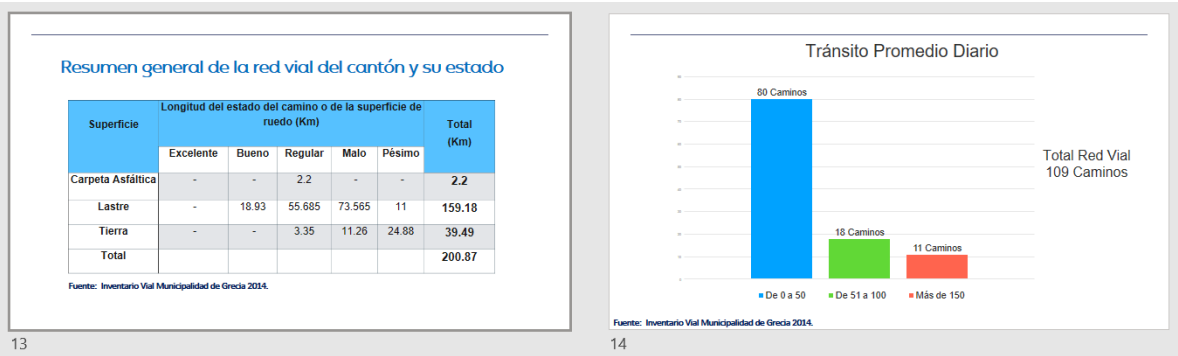 Resumen general de la red vial del cantón y su estado
Superficie
Longitud del estado del camino o de la superficie de
ruedo (Km)
Total
(Km)
Excelente Bueno Regular Malo Pésimo
Carpeta Asfáltica - - 2.2 - - 2.2
Lastre - 18.93 55.685 73.565 11 159.18
Tierra - - 3.35 11.26 24.88 39.49
Total 200.87
Fuente: Inventario Vial Municipalidad de Grecia 2014.
13
Tránsito Promedio Diario
80 Caminos
18 Caminos
11 Caminos
Total Red Vial
109 Caminos
De 0 a 50 De 51 a 100 Más de 150
Fuente: Inventario Vial Municipalidad de Grecia 2014.
14